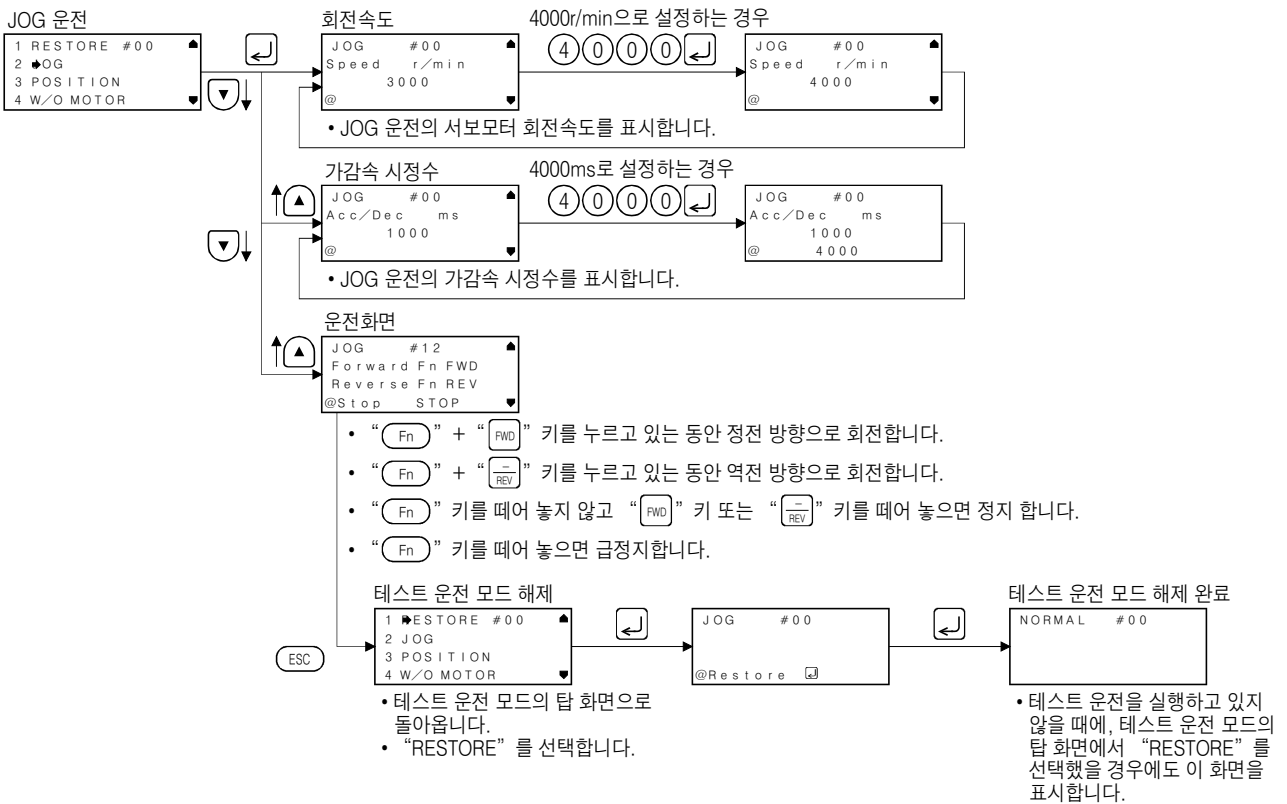 JOG 운전
1 RESTORE #00
2 OG
3 POSITION
4 W/O MOTOR
회전속도
JOG #00
Speed r/min
3000
@
4000r/min으로 설정하는 경우
4 0 0 0
JOG #00
Speed r/min
4000
@
• JOG 운전의 서보모터 회전속도를 표시합니다.
가감속 시정수
JOG #00
Acc/Dec ms
1000
@
4000ms로 설정하는 경우
4 0 0 0
JOG #00
Acc/Dec ms
1000
@ 4000
• JOG 운전의 가감속 시정수를 표시합니다.
운전화면
JOG #12
Forward Fn FWD
Reverse Fn REV
@Stop STOP
• “Fn” + “FWD” 키를 누르고 있는 동안 정전 방향으로 회전합니다.
• “Fn” + “− REV” 키를 누르고 있는 동안 역전 방향으로 회전합니다.
• “Fn” 키를 떼어 놓지 않고 “FWD” 키 또는 “− REV” 키를 떼어 놓으면 정지 합니다.
• “Fn” 키를 떼어 놓으면 급정지합니다.
ESC
테스트 운전 모드 해제
1 ESTORE #00
2 JOG
3 POSITION
4 W/O MOTOR
• 테스트 운전 모드의 탑 화면으로
돌아옵니다.
• “RESTORE”를 선택합니다.
JOG #00
@Restore
테스트 운전 모드 해제 완료
NORMAL #00
• 테스트 운전을 실행하고 있지
않을 때에, 테스트 운전 모드의
탑 화면에서 “RESTORE”를
선택했을 경우에도 이 화면을
표시합니다.